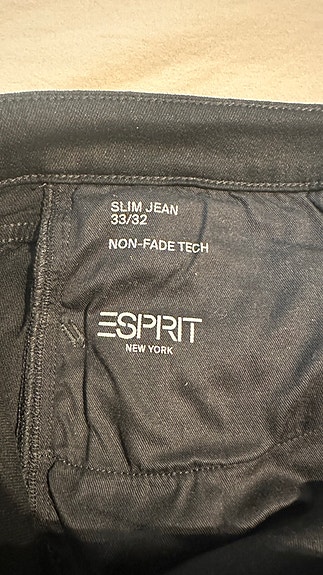 SLIM JEAN
33/32
NON-FADE TECH
ESPRIT
NEW YORK